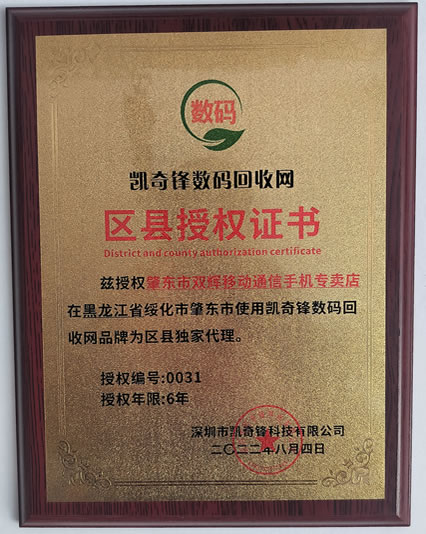 数码
凯奇锋数码回收网
区县授权证书
District and county authorization certificate
兹授权肇东市双辉移动通信手机专卖店
在黑龙江省绥化市肇东市使用凯奇锋数码回
收网品牌为区县独家代理。
授权编号:0031
授权年限:6年
深圳市凯奇锋科技有限公司
二〇二二年八月四日